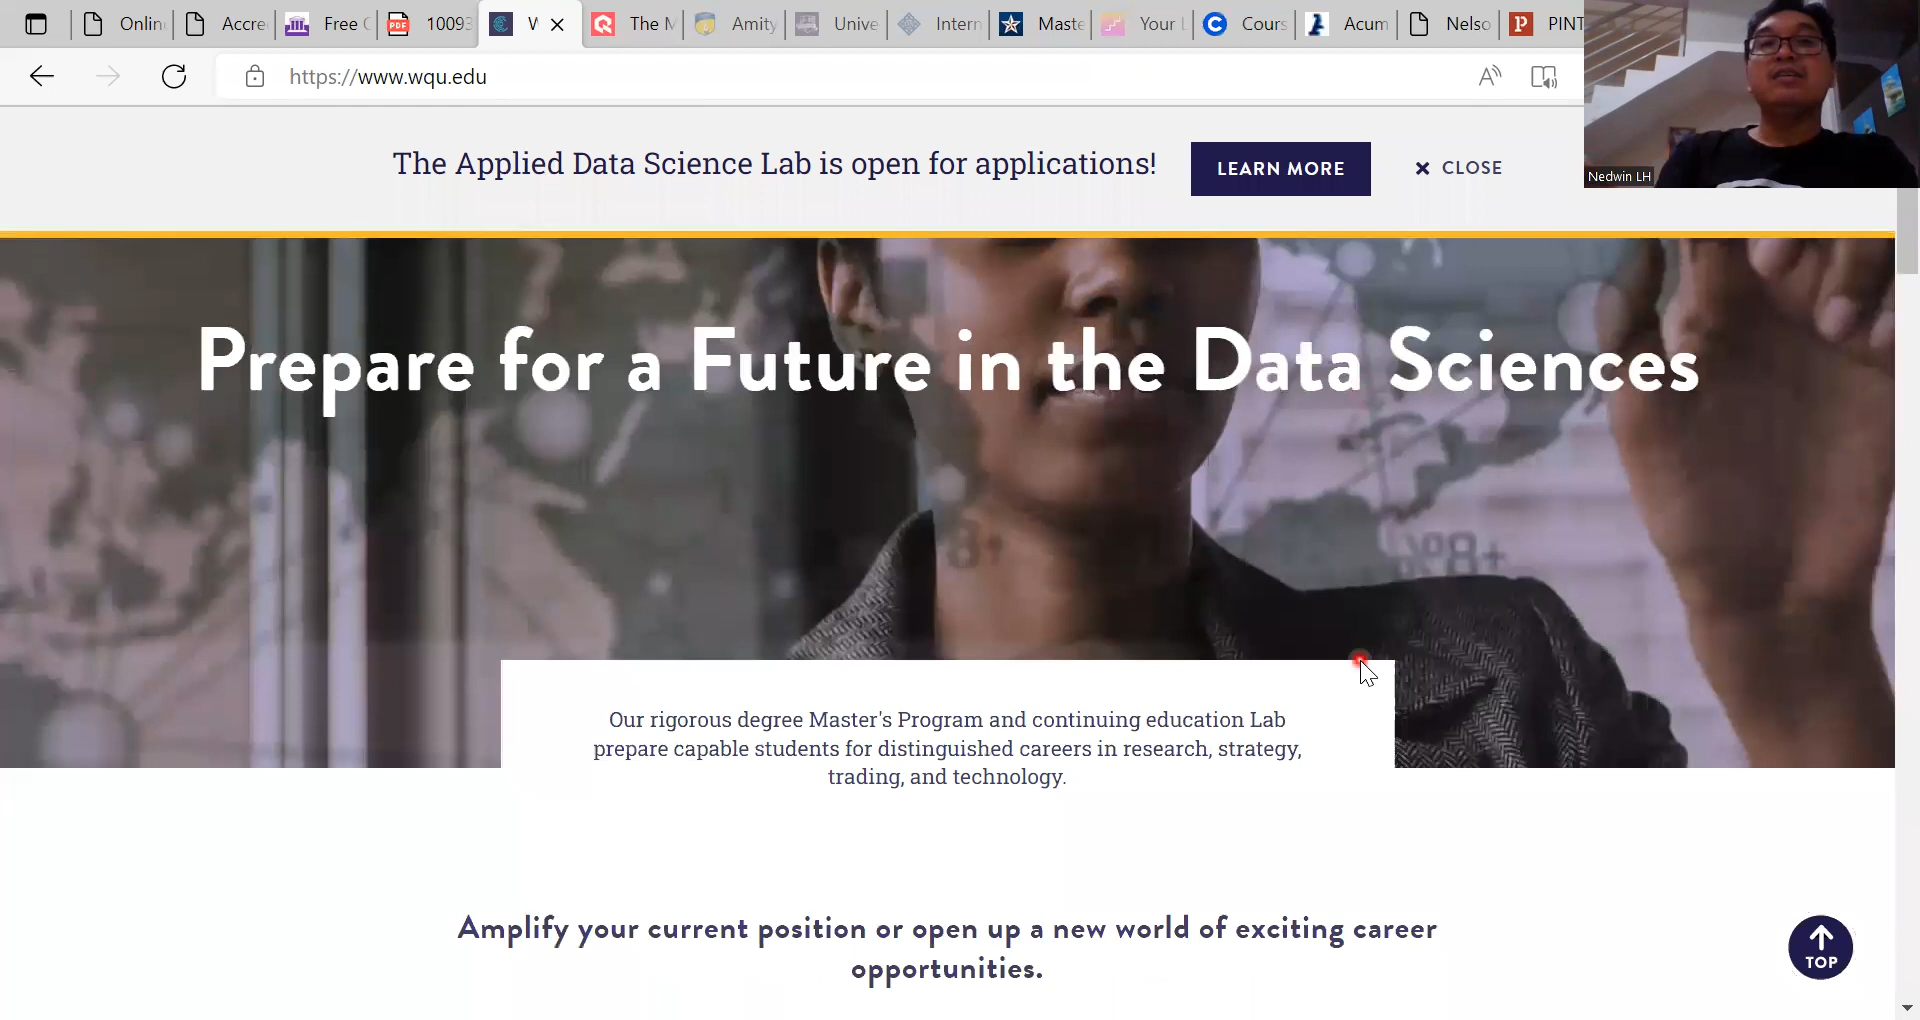 Onlin
Accre
Free C
PDF
10093
W
The M
Amity
Unive
Intern
Maste
Your L
Cours
Acum
Nelso
PINT
https://www.wqu.edu
The Applied Data Science Lab is open for applications!
LEARN MORE
CLOSE
Nedwin LH
Prepare for a Future in the Data Sciences
Our rigorous degree Master's Program and continuing education Lab
prepare capable students for distinguished careers in research, strategy,
trading, and technology.
Amplify your current position or open up a new world of exciting career
opportunities.
TOP